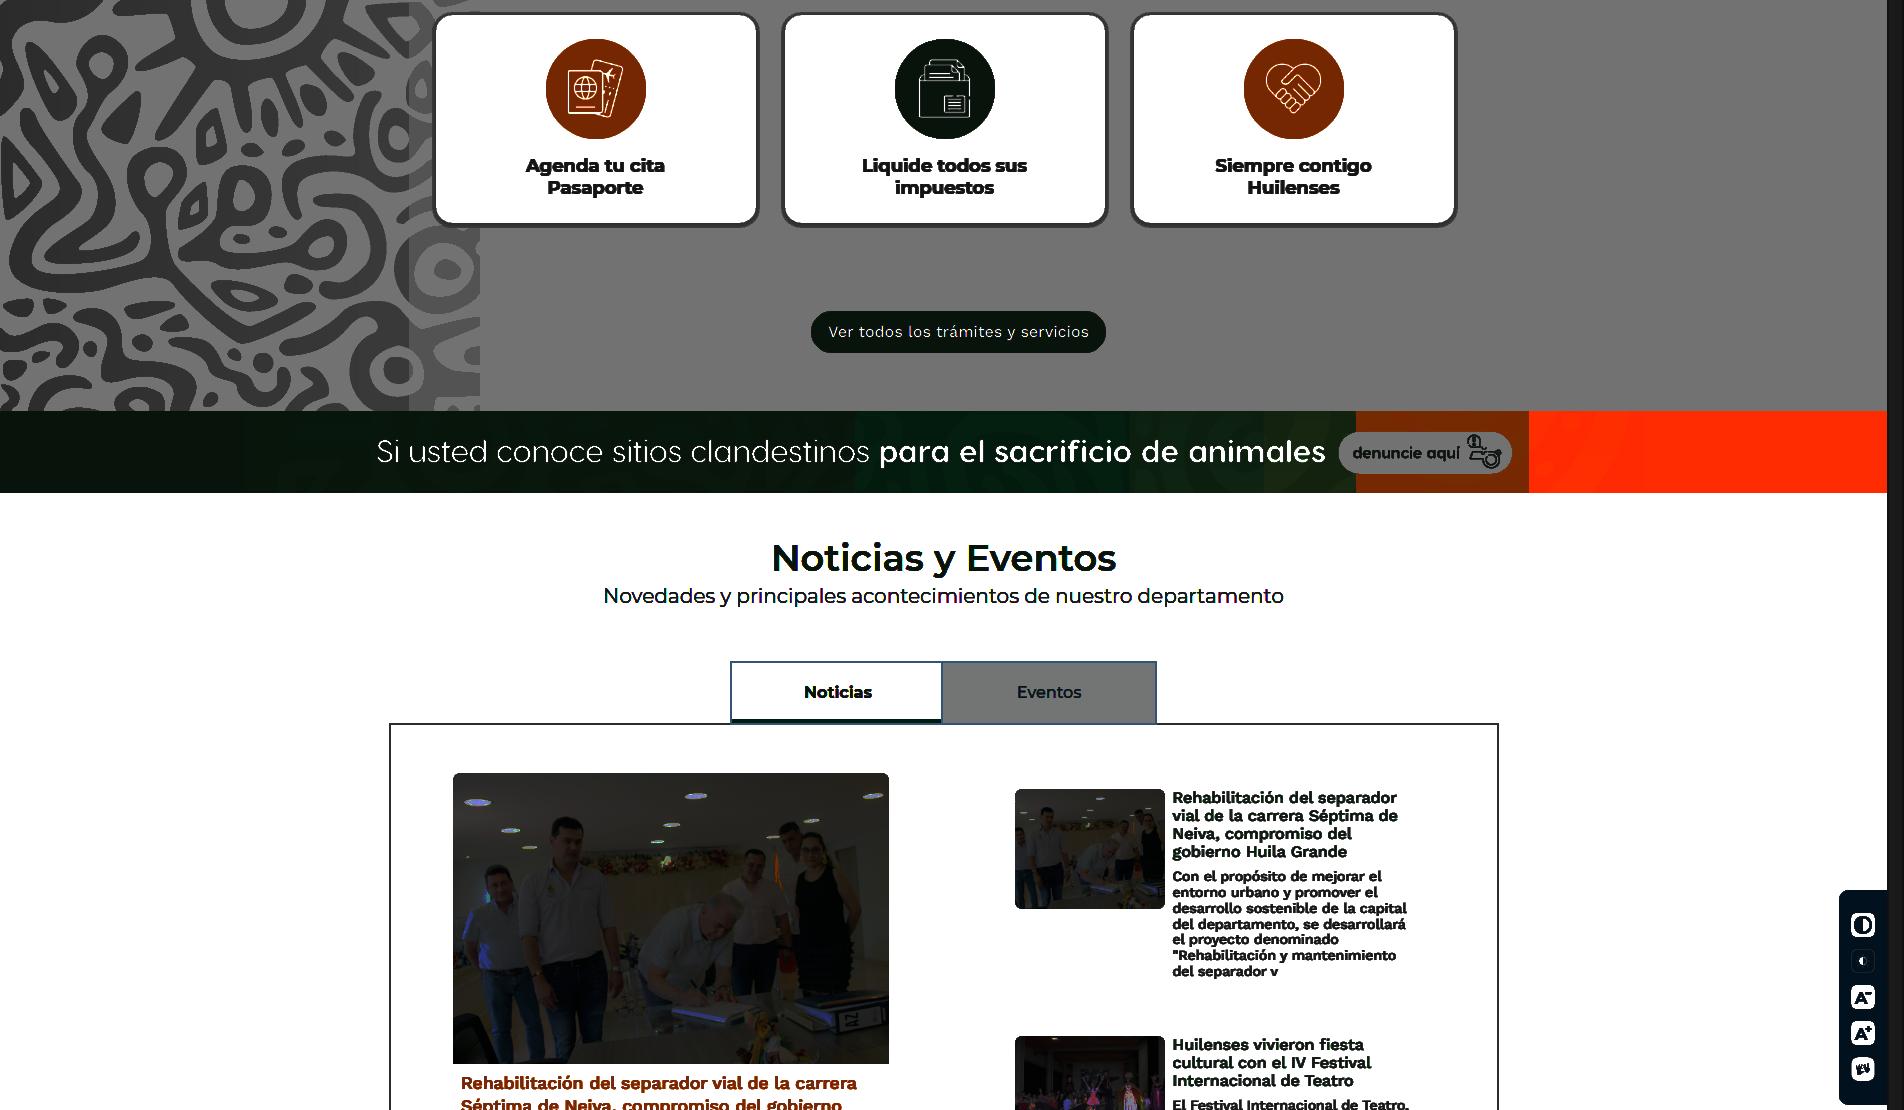 Agenda tu cita
Pasaporte
Liquide todos sus
impuestos
Siempre contigo
Huilenses
Ver todos los trámites y servicios
Si usted conoce sitios clandestinos para el sacrificio de animales
denuncie aquí
Noticias y Eventos
Novedades y principales acontecimientos de nuestro departamento
Noticias
Eventos
AZ
Rehabilitación del separador vial de la carrera
Séptima de Neiva, compromiso del gobierno
Rehabilitación del separador
vial de la carrera Séptima de
Neiva, compromiso del
gobierno Huila Grande
Con el propósito de mejorar el
entorno urbano y promover el
desarrollo sostenible de la capital
del departamento, se desarrollará
el proyecto denominado
"Rehabilitación y mantenimiento
del separador v
Huilenses vivieron fiesta
cultural con el IV Festival
Internacional de Teatro
El Festival Internacional de Teatro,
A-
A+